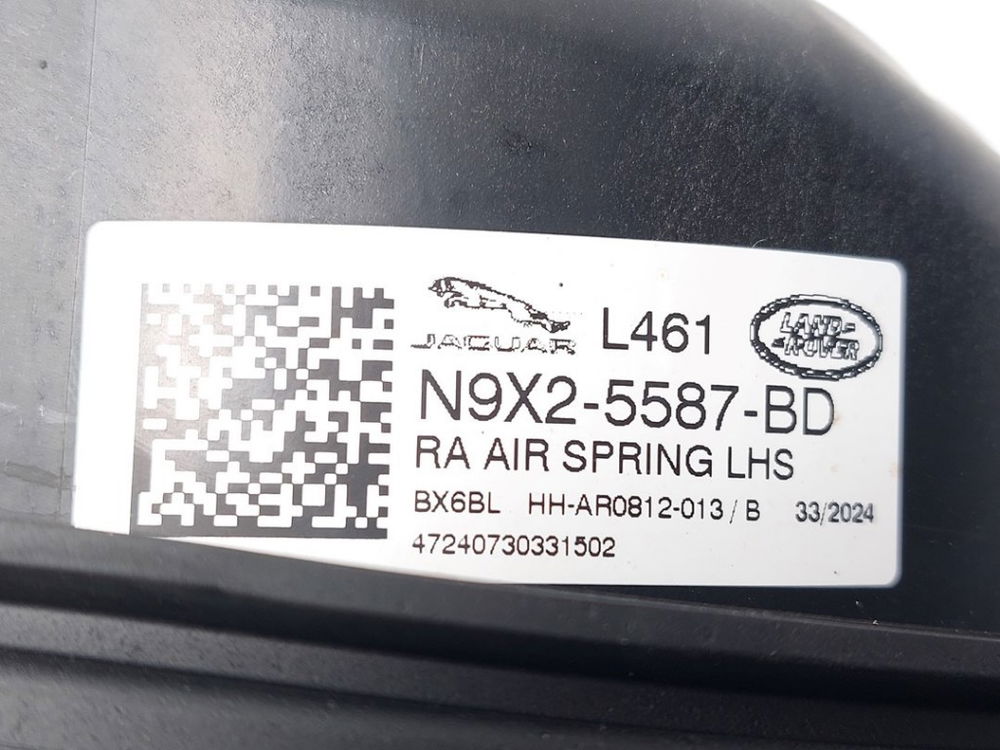 JAGUAR L461 LAND-ROVER
N9X2-5587-BD
RA AIR SPRING LHS
BX6BL HH-AR0812-013 / B 33/2024
47240730331502